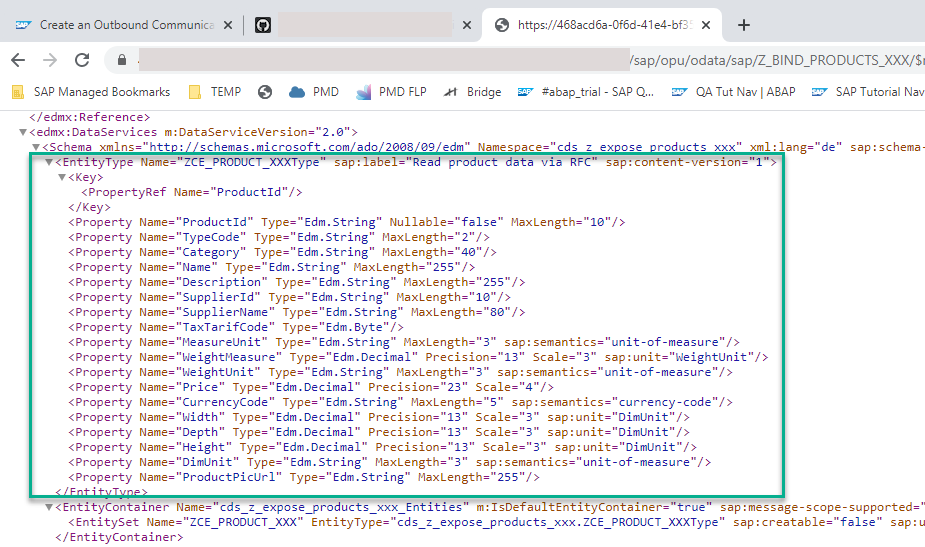 Create an Outbound Communica
https://468acd6a-0f6d-41e4-bf3
/sap/opu/odata/sap/Z_BIND_PRODUCTS_XXX/$
SAP Managed Bookmarks TEMP PMD PMD FLP Bridge #abap_trial - SAP Q... QA Tut Nav | ABAP SAP Tutorial Nav
</edmx:Reference>
<edmx:DataServices m:DataServiceVersion="2.0">
<Schema xmlns="http://schemas.microsoft.com/ado/2008/09/edm" Namespace="cds_z_expose_products_xxx" xml:lang="de" sap:schema-
<EntityType Name="ZCE_PRODUCT_XXXType" sap:label="Read product data via RFC" sap:content-version="1">
<Key>
<PropertyRef Name="ProductId"/>
</Key>
<Property Name="ProductId" Type="Edm.String" Nullable="false" MaxLength="10"/>
<Property Name="TypeCode" Type="Edm.String" MaxLength="2"/>
<Property Name="Category" Type="Edm.String" MaxLength="40"/>
<Property Name="Name" Type="Edm.String" MaxLength="255"/>
<Property Name="Description" Type="Edm.String" MaxLength="255"/>
<Property Name="SupplierId" Type="Edm.String" MaxLength="10"/>
<Property Name="SupplierName" Type="Edm.String" MaxLength="80"/>
<Property Name="TaxTarifCode" Type="Edm.Byte"/>
<Property Name="MeasureUnit" Type="Edm.String" MaxLength="3" sap:semantics="unit-of-measure"/>
<Property Name="WeightMeasure" Type="Edm.Decimal" Precision="13" Scale="3" sap:unit="WeightUnit"/>
<Property Name="WeightUnit" Type="Edm.String" MaxLength="3" sap:semantics="unit-of-measure"/>
<Property Name="Price" Type="Edm.Decimal" Precision="23" Scale="4"/>
<Property Name="CurrencyCode" Type="Edm.String" MaxLength="5" sap:semantics="currency-code"/>
<Property Name="Width" Type="Edm.Decimal" Precision="13" Scale="3" sap:unit="DimUnit"/>
<Property Name="Depth" Type="Edm.Decimal" Precision="13" Scale="3" sap:unit="DimUnit"/>
<Property Name="Height" Type="Edm.Decimal" Precision="13" Scale="3" sap:unit="DimUnit"/>
<Property Name="DimUnit" Type="Edm.String" MaxLength="3" sap:semantics="unit-of-measure"/>
<Property Name="ProductPicUrl" Type="Edm.String" MaxLength="255"/>
</EntityType>
<EntityContainer Name="cds_z_expose_products_xxx_Entities" m:IsDefaultEntityContainer="true" sap:message-scope-supported="
<EntitySet Name="ZCE_PRODUCT_XXX" EntityType="cds_z_expose_products_xxx.ZCE_PRODUCT_XXXType" sap:creatable="false" sap:u
</EntityContainer>